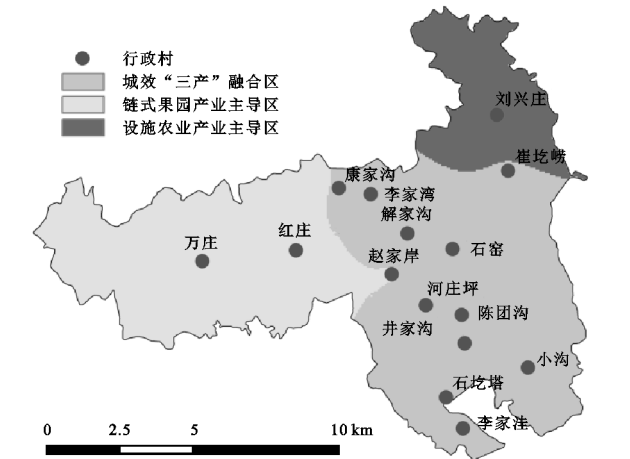 行政村
城效“三产”融合区
链式果园产业主导区
设施农业产业主导区
刘兴庄
崔圪崂
康家沟
李家湾
解家沟
万庄
红庄
石窑
赵家岸
河庄坪
陈团沟
井家沟
小沟
石圪塔
李家洼
0 2.5 5 10 km